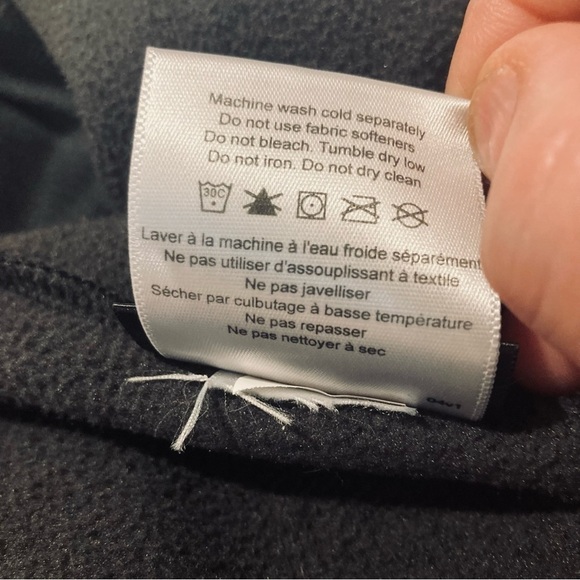 Machine wash cold separately
Do not use fabric softeners
Do not bleach. Tumble dry low
Do not iron. Do not dry clean
30C
Laver à la machine à l'eau froide séparément
Ne pas utiliser d'assouplissant à textile
Ne pas javelliser
Sécher par culbutage à basse température
Ne pas repasser
Ne pas nettoyer à sec